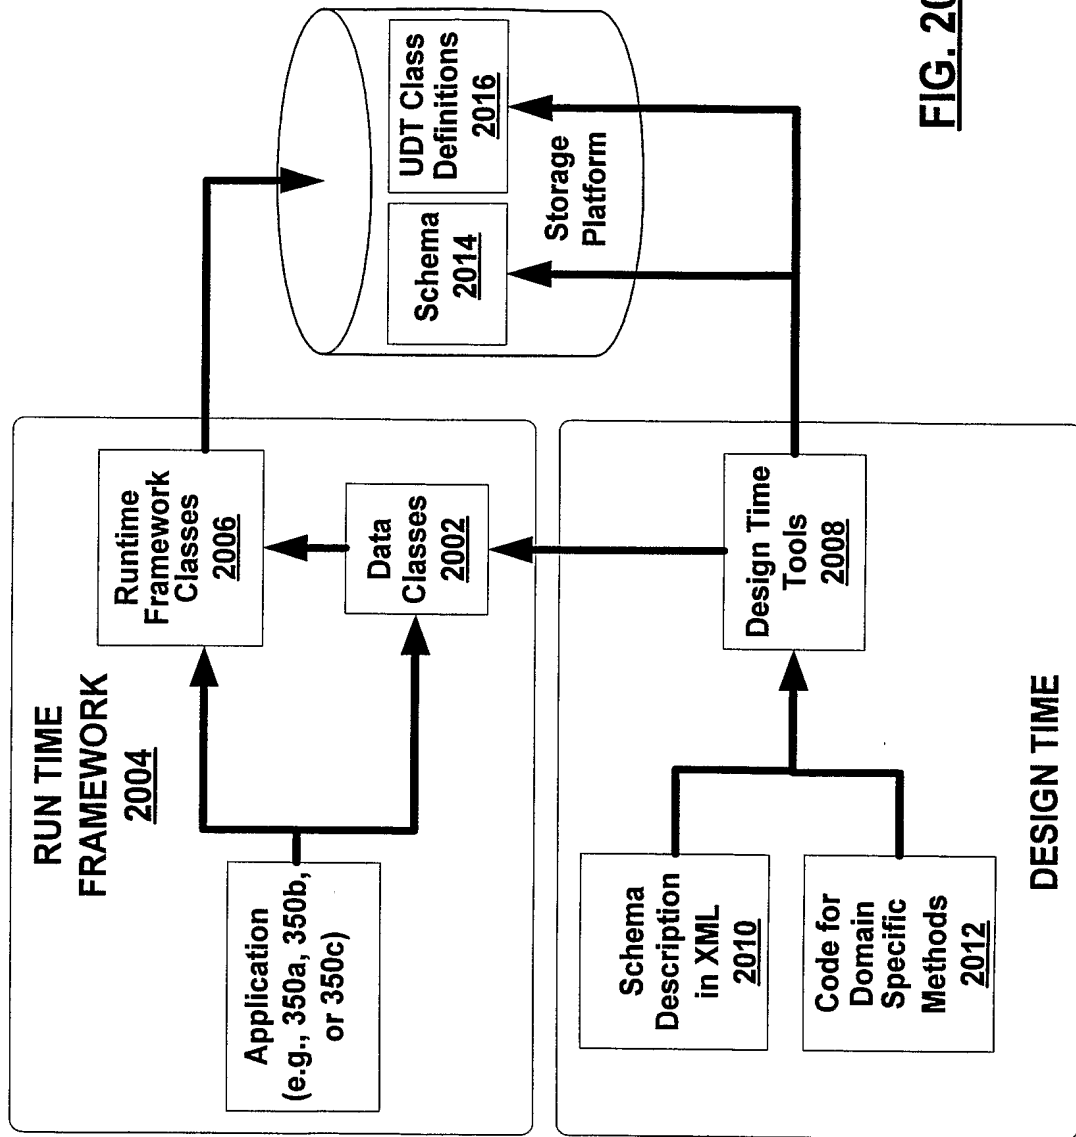 RUN TIME
FRAMEWORK
2004
Application
(e.g., 350a, 350b,
or 350c)
Runtime
Framework
Classes
2006
Data
Classes
2002
Schema
2014
UDT Class
Definitions
2016
Storage
Platform
Schema
Description
in XML
2010
Code for
Domain
Specific
Methods
2012
Design Time
Tools
2008
DESIGN TIME
FIG. 20